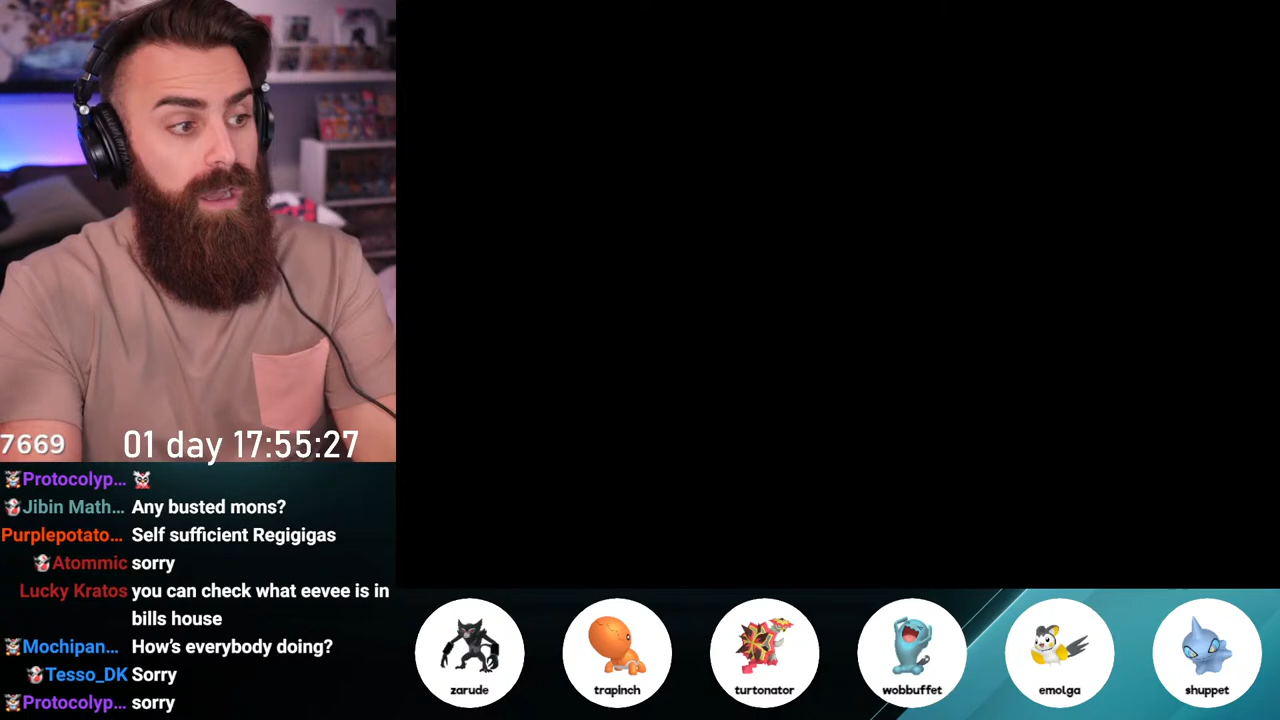 7669 01 day 17:55:27
Protocolyp...
Jibin Math... Any busted mons?
Purplepotato... Self sufficient Regigigas
Atommic sorry
Lucky Kratos you can check what eevee is in
bills house
Mochipan... How's everybody doing?
Tesso_DK Sorry
Protocolyp... sorry
zarude trapinch turtonator wobbuffet emolga shuppet